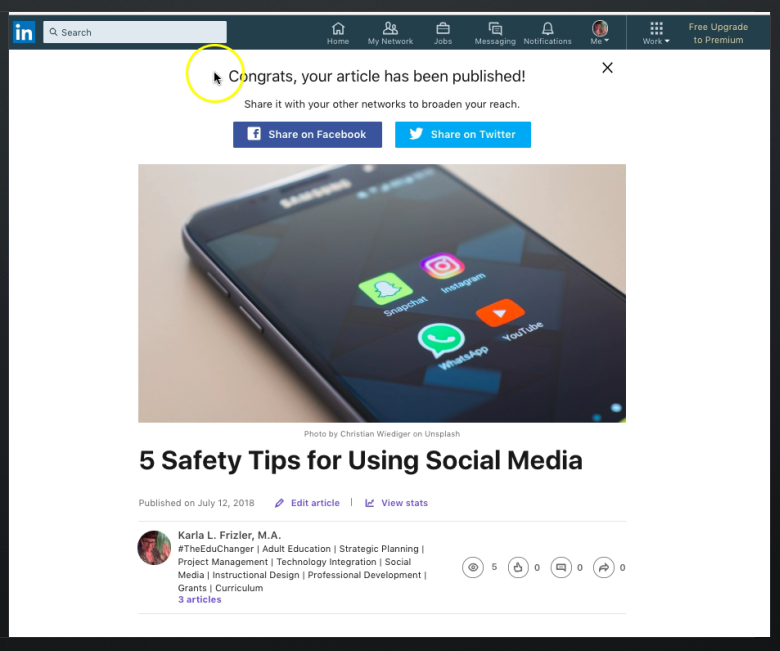 in Search Home My Network Jobs Messaging Notifications Me Work Free Upgrade
to Premium
Congrats, your article has been published!
Share it with your other networks to broaden your reach.
f Share on Facebook Share on Twitter
SAMSUNG
Snapchat Instagram
WhatsApp YouTube
Photo by Christian Wiediger on Unsplash
5 Safety Tips for Using Social Media
Published on July 12, 2018 Edit article | View stats
Karla L. Frizler, M.A.
#TheEduChanger | Adult Education | Strategic Planning |
Project Management | Technology Integration | Social
Media | Instructional Design | Professional Development |
Grants | Curriculum
3 articles
5 0 0 0